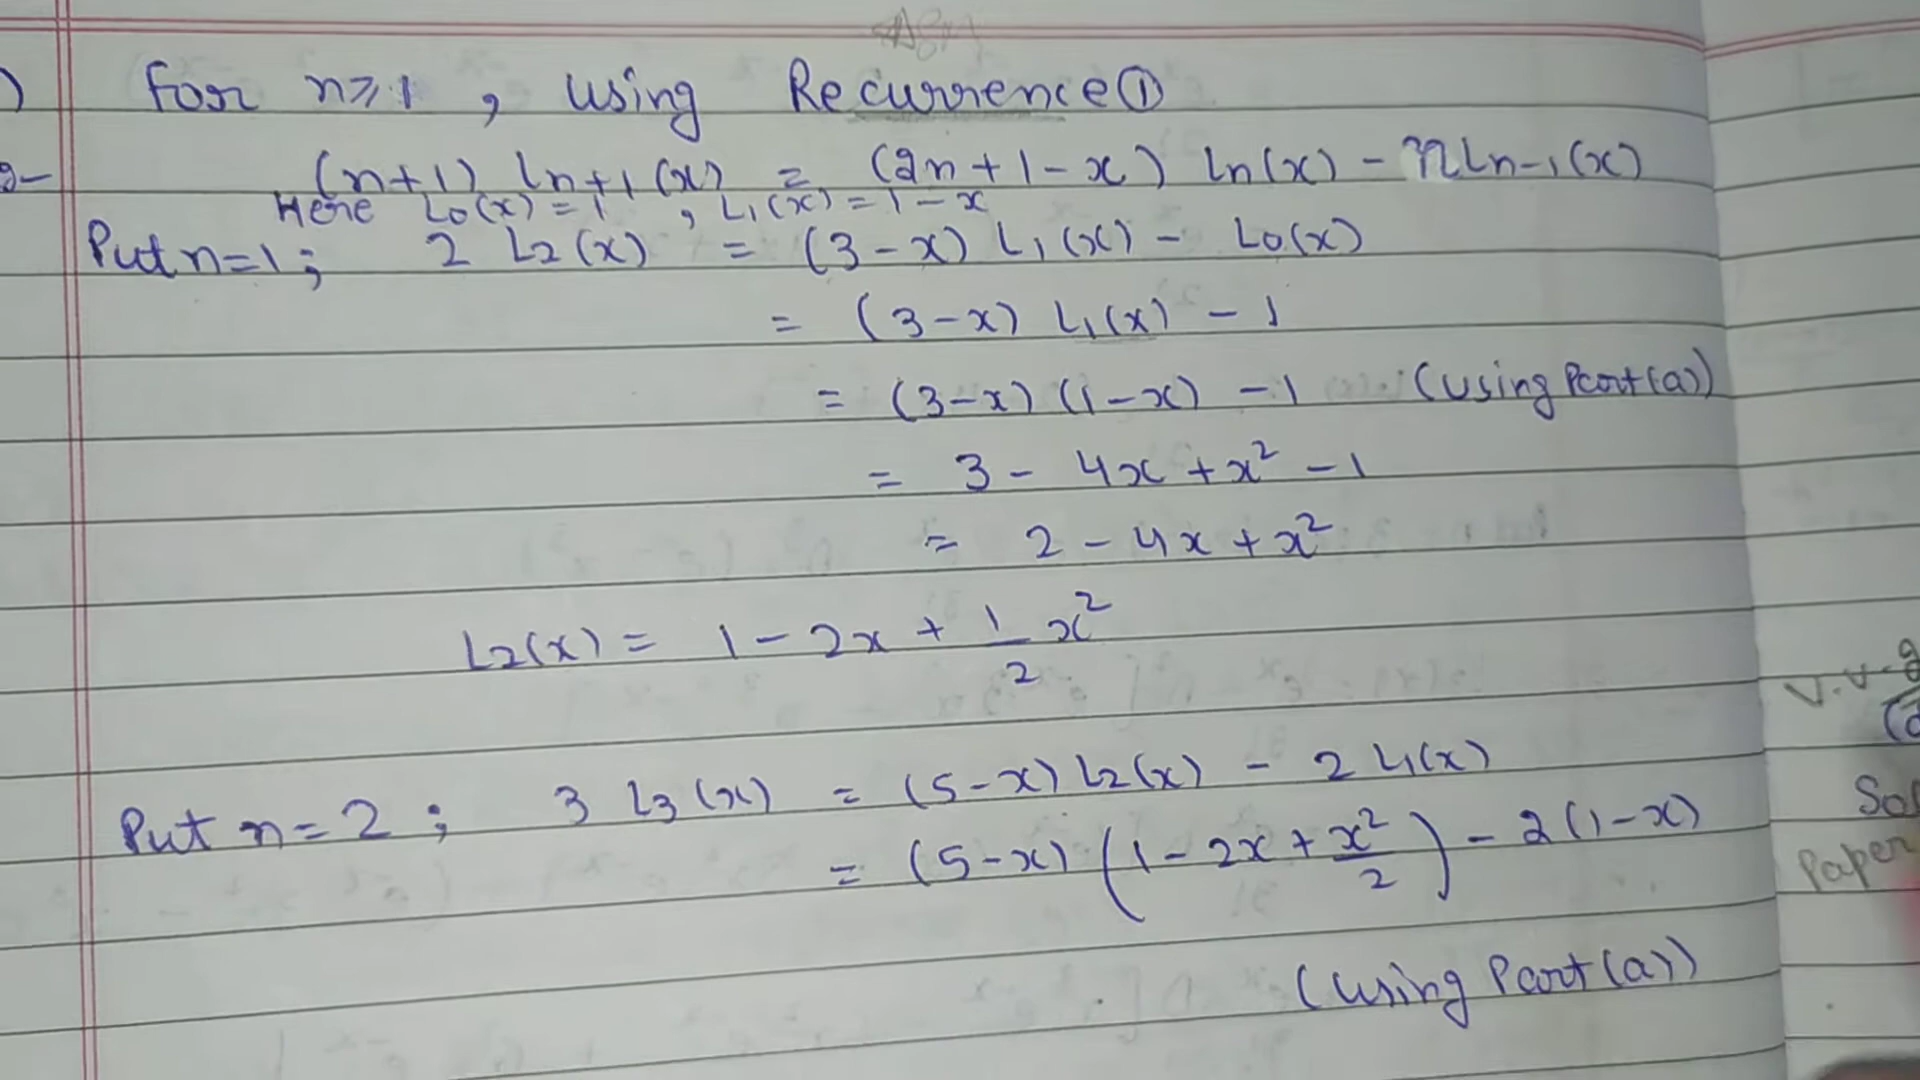 ) For n≥1, using Recurrence ①
(n+1) Ln+1(x) = (2n+1-x) Ln(x) - nLn-1(x)
Here L0(x)=1, L1(x)=1-x
Put n=1; 2 L2(x) = (3-x) L1(x) - L0(x)
= (3-x) L1(x) - 1
= (3-x)(1-x) - 1 (using Part(a))
= 3 - 4x + x² - 1
= 2 - 4x + x²
L2(x) = 1 - 2x + 1/2 x²
Put n=2; 3 L3(x) = (5-x) L2(x) - 2 L1(x)
= (5-x) (1 - 2x + x²/2) - 2(1-x)
(using Part(a))
V.V.
Paper